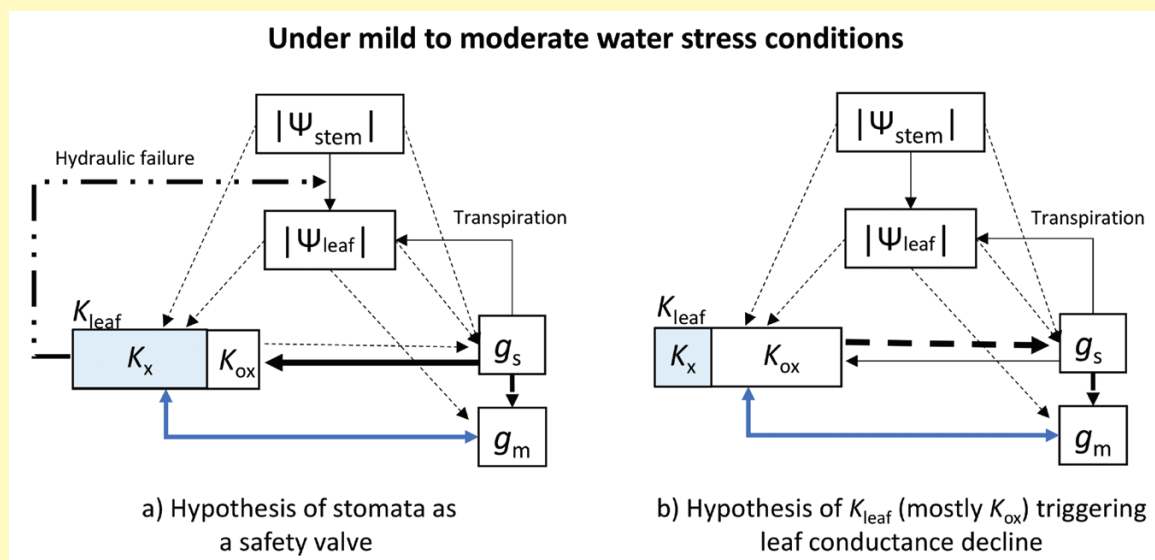 Under mild to moderate water stress conditions
|Ψstem|
Hydraulic failure
Transpiration
|Ψleaf|
Kleaf
Kx
Kox
gs
gm
a) Hypothesis of stomata as
a safety valve
|Ψstem|
Transpiration
|Ψleaf|
Kleaf
Kx
Kox
gs
gm
b) Hypothesis of Kleaf (mostly Kox) triggering
leaf conductance decline